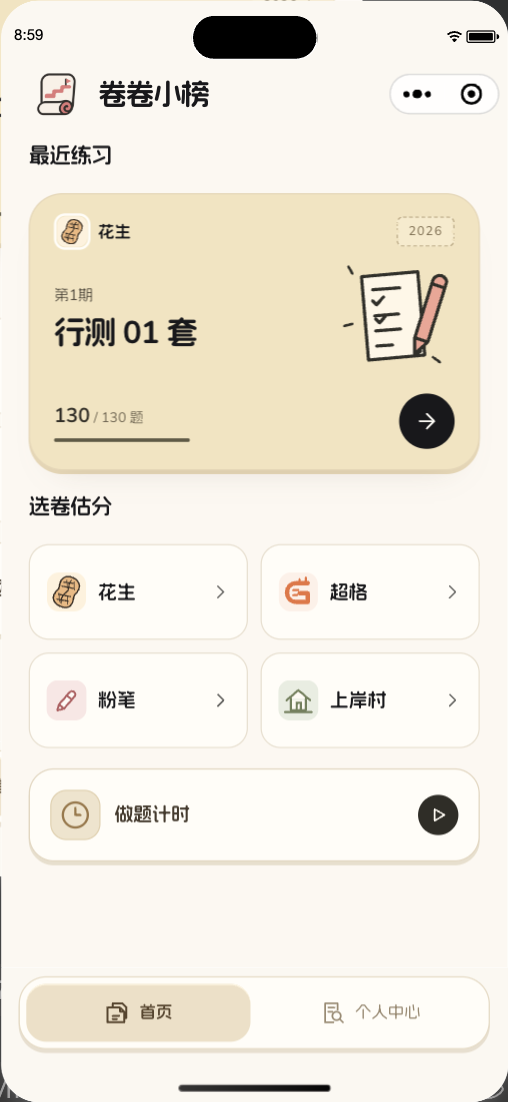 8:59
卷卷小榜
最近练习
花生
2026
第1期
行测 01 套
130 / 130 题
选卷估分
花生
超格
粉笔
上岸村
做题计时
首页
个人中心